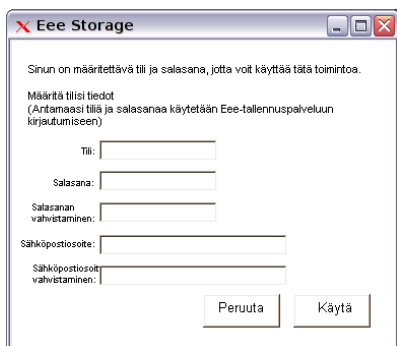 Eee Storage
Sinun on määritettävä tili ja salasana, jotta voit käyttää tätä toimintoa.
Määritä tilisi tiedot
(Antamaasi tiliä ja salasanaa käytetään Eee-tallennuspalveluun
kirjautumiseen)
Tili:
Salasana:
Salasanan
vahvistaminen:
Sähköpostiosoite:
Sähköpostiosoit
vahvistaminen:
Peruuta
Käytä